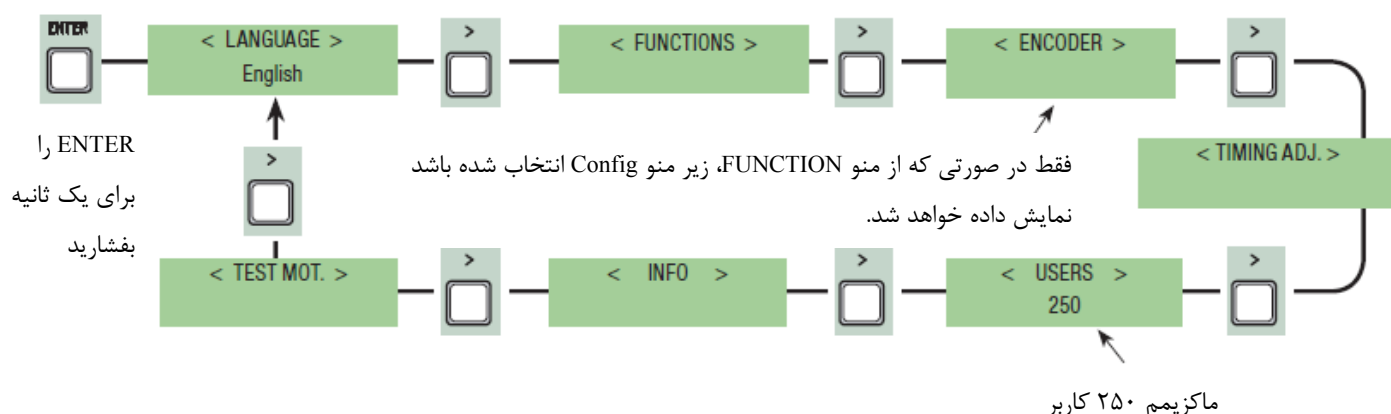 ENTER
< LANGUAGE >
English
>
< FUNCTIONS >
>
< ENCODER >
>
ENTER را
برای یک ثانیه
بفشارید
>
فقط در صورتی که از منو FUNCTION، زیر منو Config انتخاب شده باشد
نمایش داده خواهد شد.
< TIMING ADJ. >
< TEST MOT. >
>
< INFO >
>
< USERS >
250
>
ماکزیمم ۲۵۰ کاربر